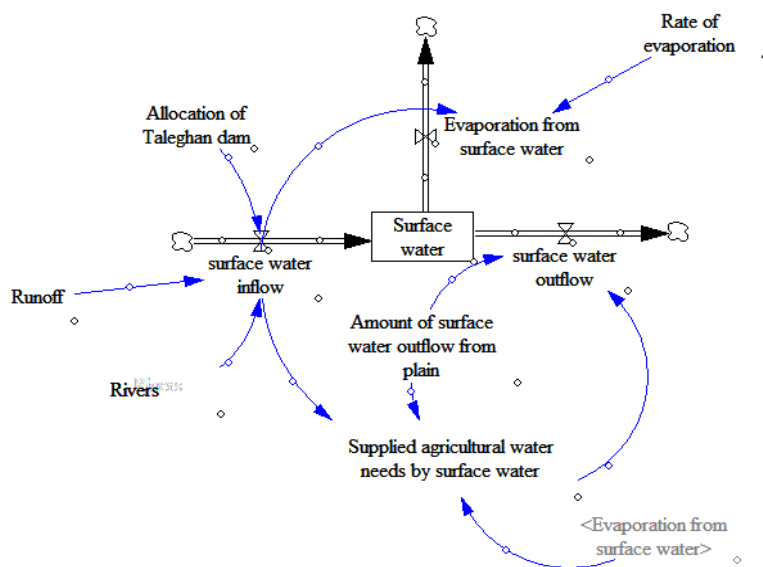 Rate of
evaporation
Allocation of
Taleghan dam
Evaporation from
surface water
Surface
water
surface water
inflow
surface water
outflow
Runoff
Amount of surface
water outflow from
plain
Rivers
Supplied agricultural water
needs by surface water
<Evaporation from
surface water>